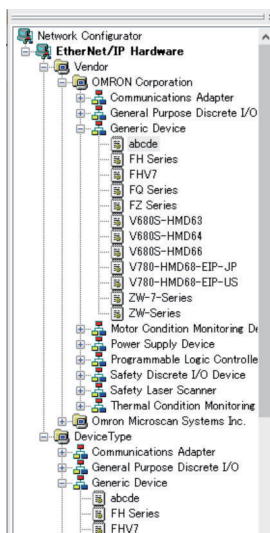 Network Configurator
EtherNet/IP Hardware
Vendor
OMRON Corporation
Communications Adapter
General Purpose Discrete I/O
Generic Device
abcde
FH Series
FHV7
FQ Series
FZ Series
V680S-HMD63
V680S-HMD64
V680S-HMD66
V780-HMD68-EIP-JP
V780-HMD68-EIP-US
ZW-7-Series
ZW-Series
Motor Condition Monitoring De
Power Supply Device
Programmable Logic Controlle
Safety Discrete I/O Device
Safety Laser Scanner
Thermal Condition Monitoring
Omron Microscan Systems Inc.
DeviceType
Communications Adapter
General Purpose Discrete I/O
Generic Device
abcde
FH Series
FHV7